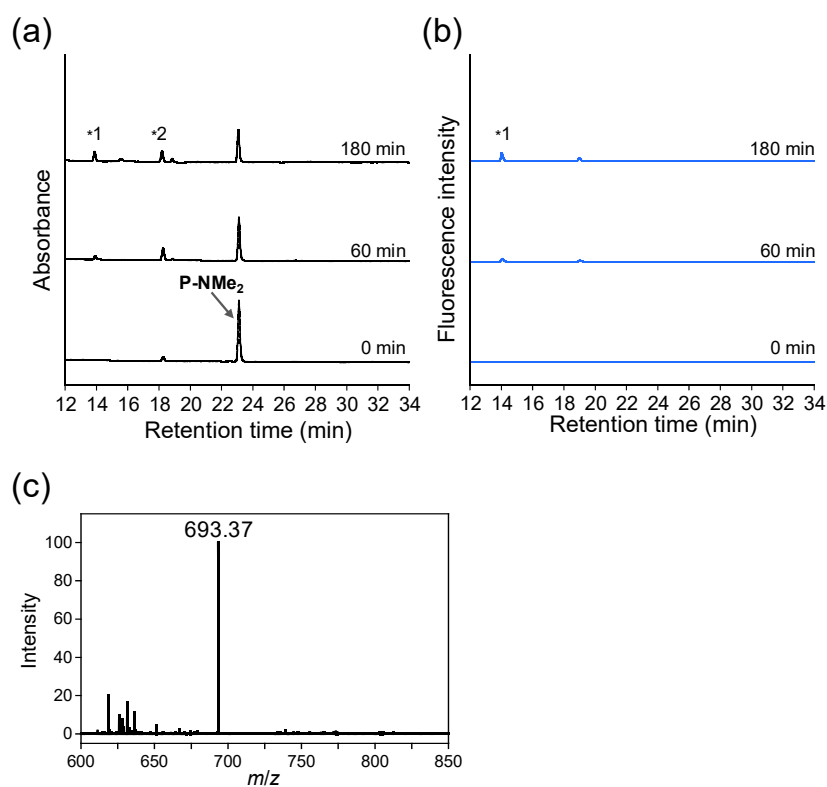 (a)
Absorbance
*1
*2
180 min
60 min
P-NMe2
0 min
12 14 16 18 20 22 24 26 28 30 32 34
Retention time (min)
(b)
Fluorescence intensity
*1
180 min
60 min
0 min
12 14 16 18 20 22 24 26 28 30 32 34
Retention time (min)
(c)
693.37
Intensity
100
80
60
40
20
0
600 650 700 750 800 850
m/z